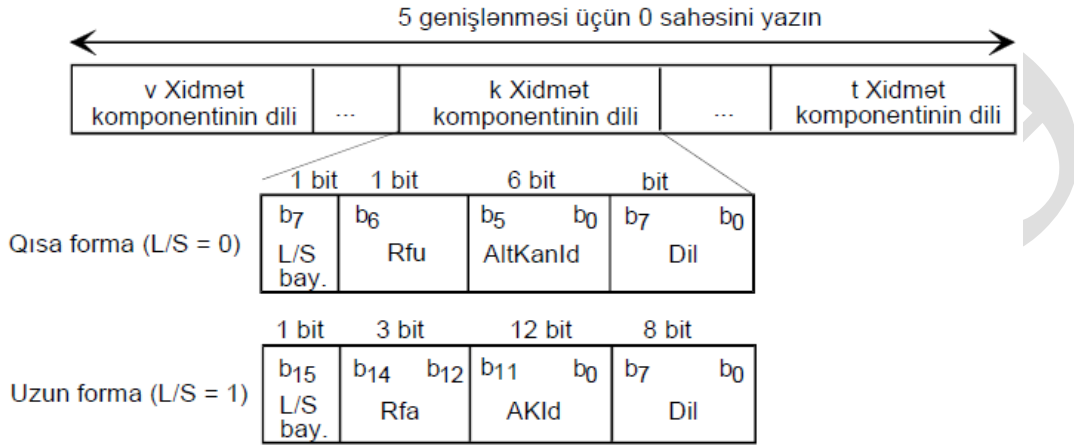 5 genişlənməsi üçün 0 sahəsini yazın
v Xidmət komponentinin dili ... k Xidmət komponentinin dili ... t Xidmət komponentinin dili
1 bit 1 bit 6 bit bit
Qısa forma (L/S = 0) b7 L/S bay. b6 Rfu b5 b0 AltKanId b7 b0 Dil
1 bit 3 bit 12 bit 8 bit
Uzun forma (L/S = 1) b15 L/S bay. b14 b12 Rfa b11 b0 AKId b7 b0 Dil